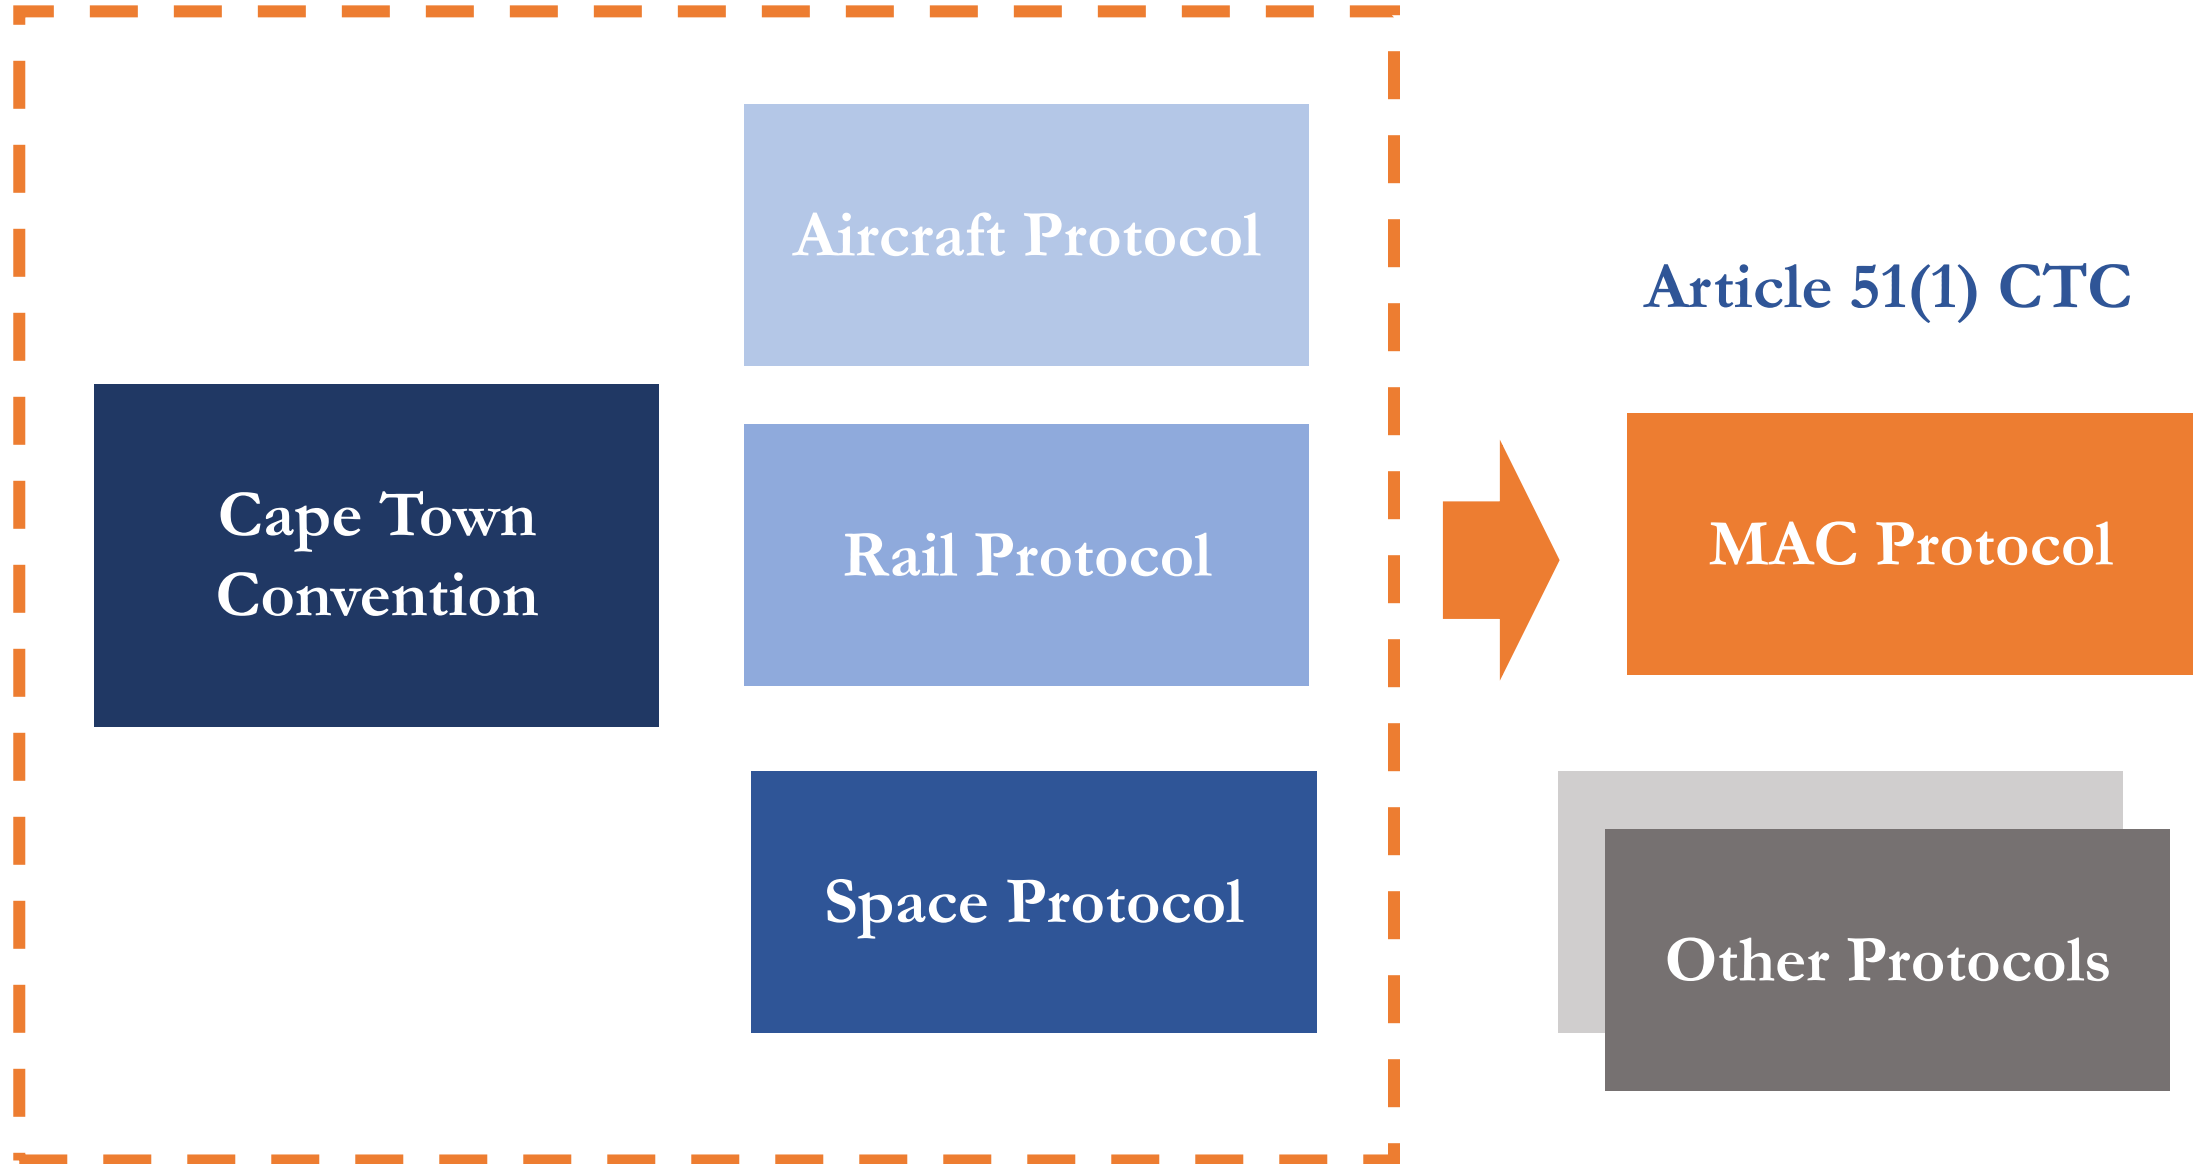 Cape Town
Convention
Aircraft Protocol
Rail Protocol
Space Protocol
Article 51(1) CTC
MAC Protocol
Other Protocols